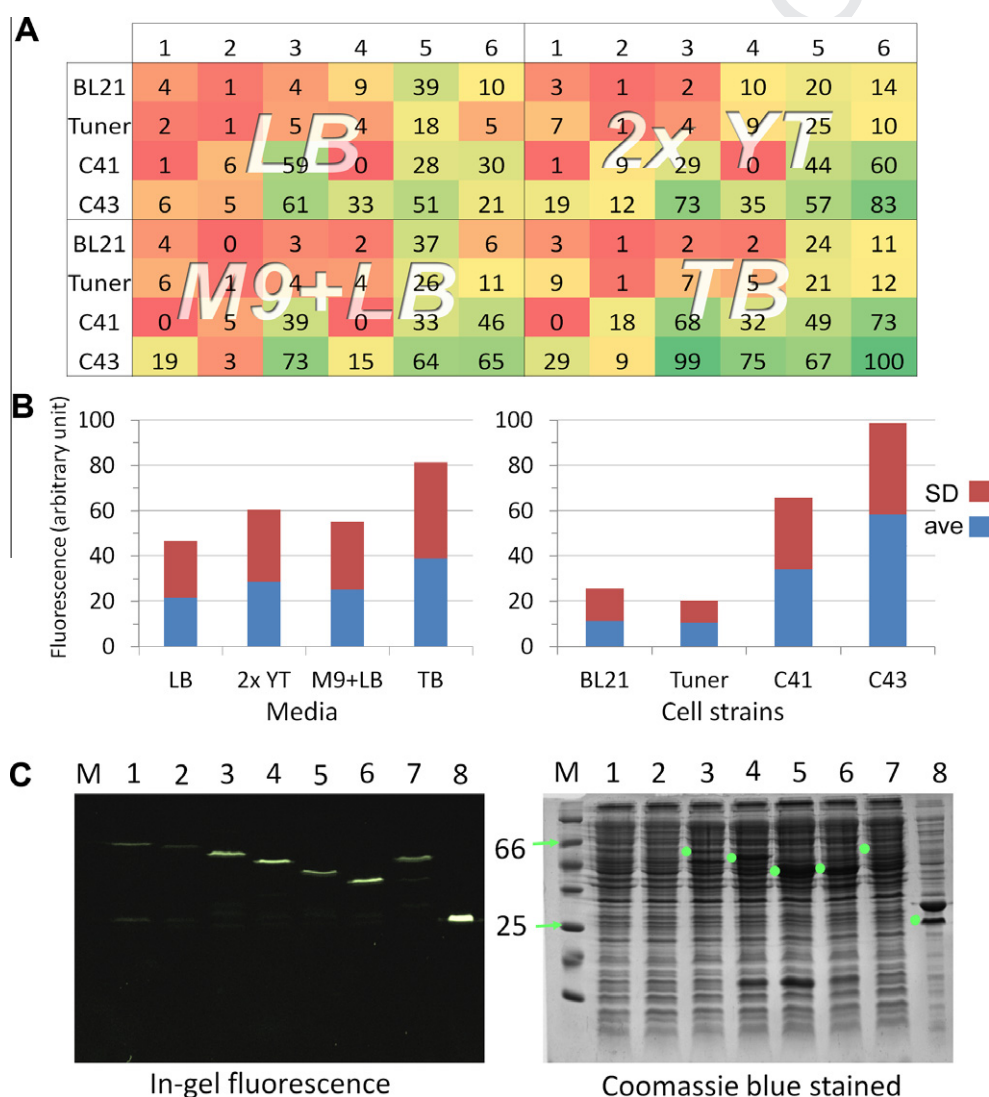 A
1 2 3 4 5 6 1 2 3 4 5 6
BL21 4 1 4 9 39 10 3 1 2 10 20 14
Tuner 2 1 5 4 18 5 7 1 4 9 25 10
LB 2x YT
C41 1 6 59 0 28 30 1 9 29 0 44 60
C43 6 5 61 33 51 21 19 12 73 35 57 83
BL21 4 0 3 2 37 6 3 1 2 2 24 11
Tuner 6 1 4 4 26 11 9 1 7 5 21 12
M9+LB TB
C41 0 5 39 0 33 46 0 18 68 32 49 73
C43 19 3 73 15 64 65 29 9 99 75 67 100
B
Fluorescence (arbitrary unit)
100 100
80 80
60 60
40 40
20 20
0 0
SD
ave
LB 2x YT M9+LB TB
Media
BL21 Tuner C41 C43
Cell strains
C
M 1 2 3 4 5 6 7 8
M 1 2 3 4 5 6 7 8
66
25
In-gel fluorescence
Coomassie blue stained